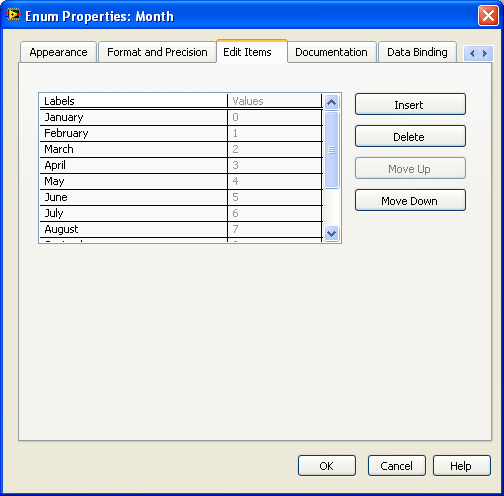 Enum Properties: Month
Appearance Format and Precision Edit Items Documentation Data Binding
Labels Values
January 0
February 1
March 2
April 3
May 4
June 5
July 6
August 7
Insert
Delete
Move Up
Move Down
OK Cancel Help